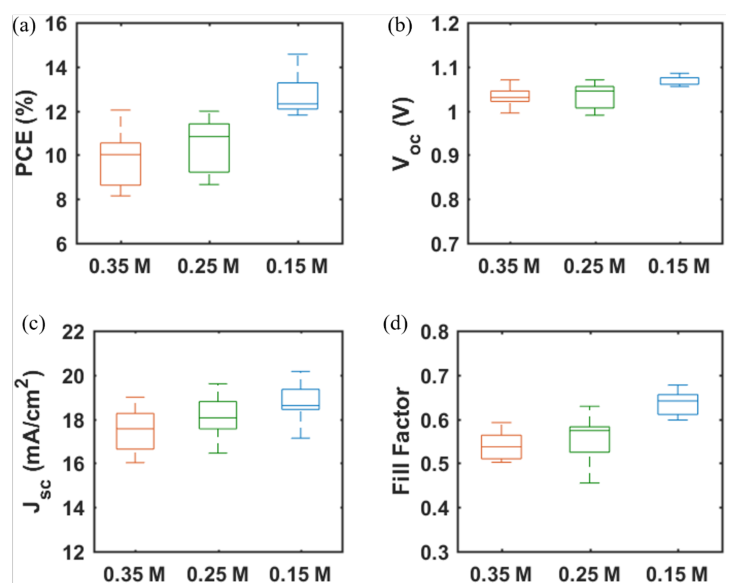 (a)
16
14
12
10
8
6
PCE (%)
0.35 M 0.25 M 0.15 M
(b)
1.2
1.1
1
0.9
0.8
0.7
Voc (V)
0.35 M 0.25 M 0.15 M
(c)
22
20
18
16
14
12
Jsc (mA/cm²)
0.35 M 0.25 M 0.15 M
(d)
0.8
0.7
0.6
0.5
0.4
0.3
Fill Factor
0.35 M 0.25 M 0.15 M